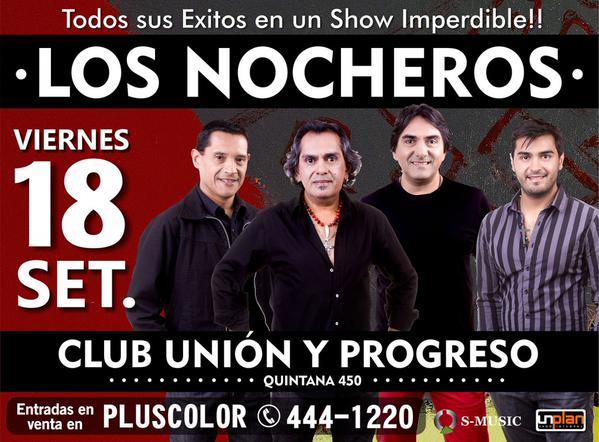 Todos sus Exitos en un Show Imperdible!!
·LOS NOCHEROS·
VIERNES
18
SET.
CLUB UNIÓN Y PROGRESO
QUINTANA 450
Entradas en
venta en
PLUSCOLOR 444-1220
S-MUSIC
unplan